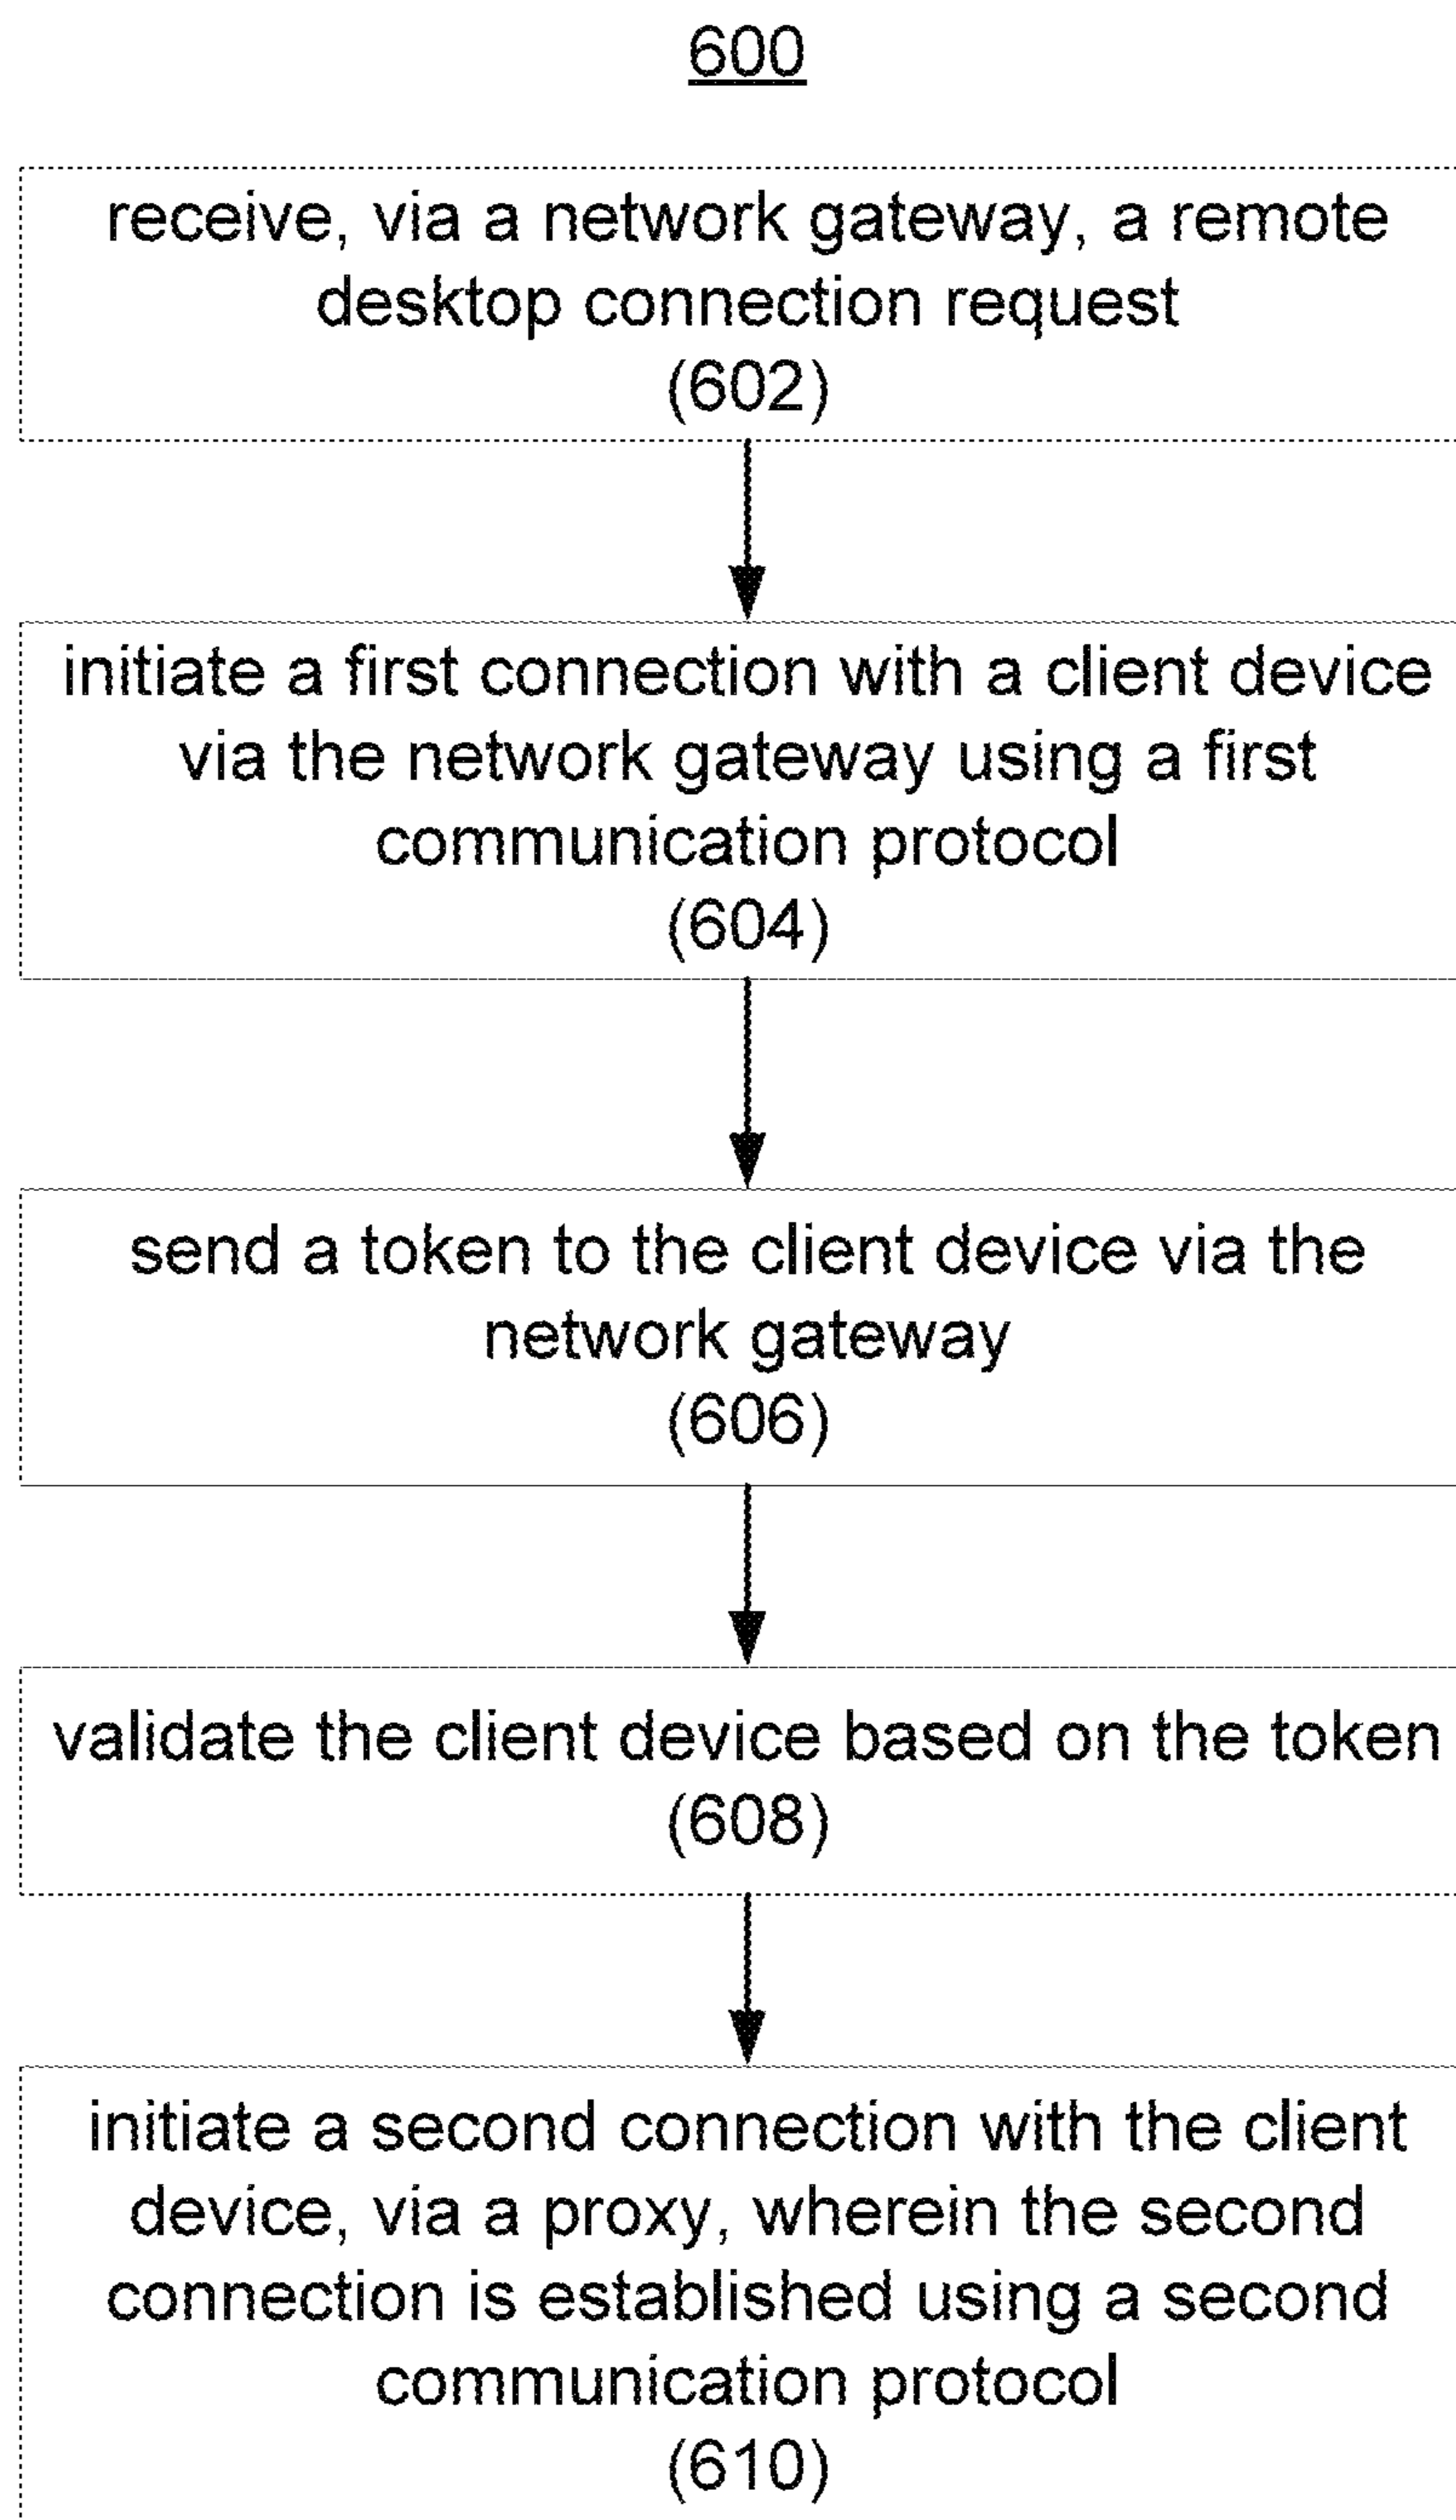 600
receive, via a network gateway, a remote
desktop connection request
(602)
initiate a first connection with a client device
via the network gateway using a first
communication protocol
(604)
send a token to the client device via the
network gateway
(606)
validate the client device based on the token
(608)
initiate a second connection with the client
device, via a proxy, wherein the second
connection is established using a second
communication protocol
(610)